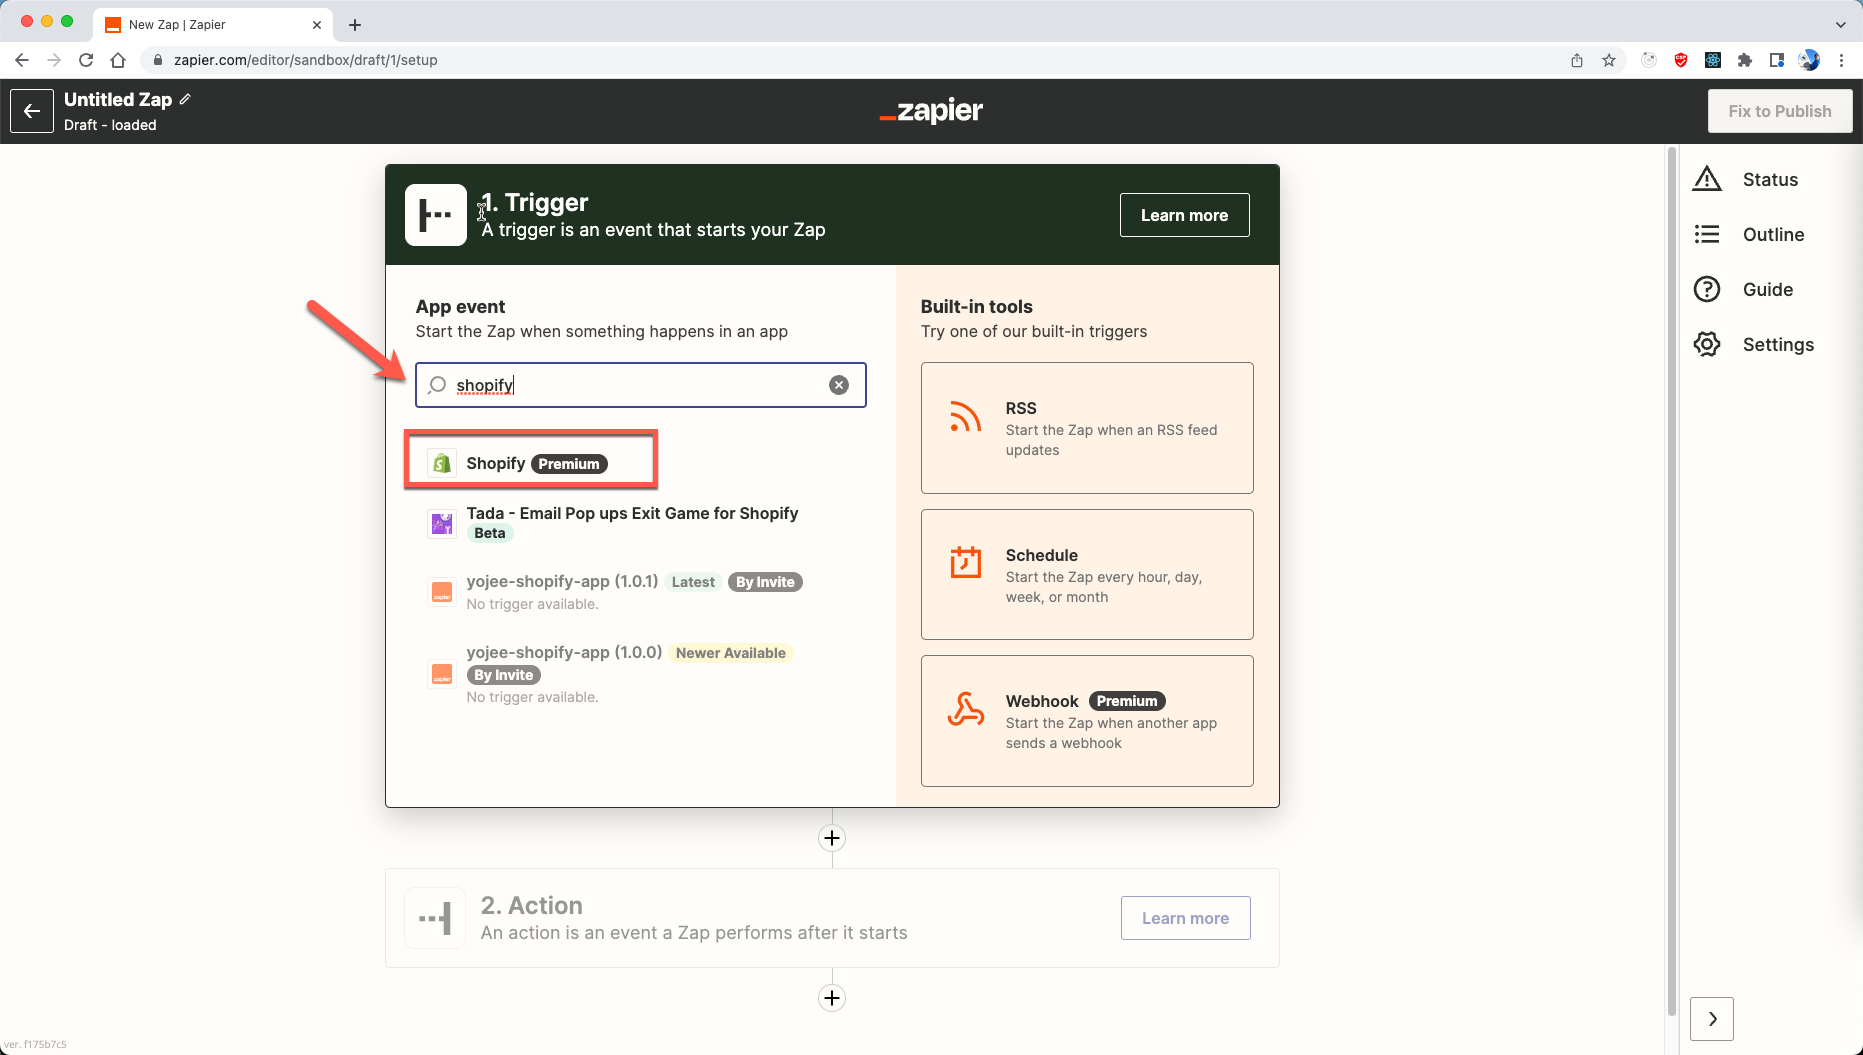 New Zap | Zapier
zapier.com/editor/sandbox/draft/1/setup
Untitled Zap
Draft - loaded
zapier
Fix to Publish
1. Trigger
A trigger is an event that starts your Zap
Learn more
App event
Start the Zap when something happens in an app
shopify
Shopify Premium
Tada - Email Pop ups Exit Game for Shopify
Beta
yojee-shopify-app (1.0.1) Latest By Invite
No trigger available.
yojee-shopify-app (1.0.0) Newer Available
By Invite
No trigger available.
Built-in tools
Try one of our built-in triggers
RSS
Start the Zap when an RSS feed
updates
Schedule
Start the Zap every hour, day,
week, or month
Webhook Premium
Start the Zap when another app
sends a webhook
2. Action
An action is an event a Zap performs after it starts
Learn more
Status
Outline
Guide
Settings
ver. f175b7c5